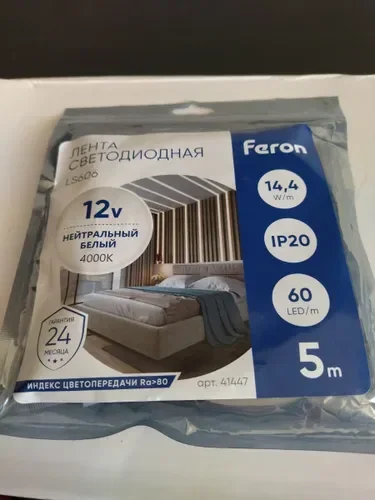 ЛЕНТА
СВЕТОДИОДНАЯ
LS606
Feron
12v
НЕЙТРАЛЬНЫЙ
БЕЛЫЙ
4000K
14,4
W/m
IP20
60
LED/m
ГАРАНТИЯ
24
МЕСЯЦА
5m
ИНДЕКС ЦВЕТОПЕРЕДАЧИ Ra>80
арт. 41447